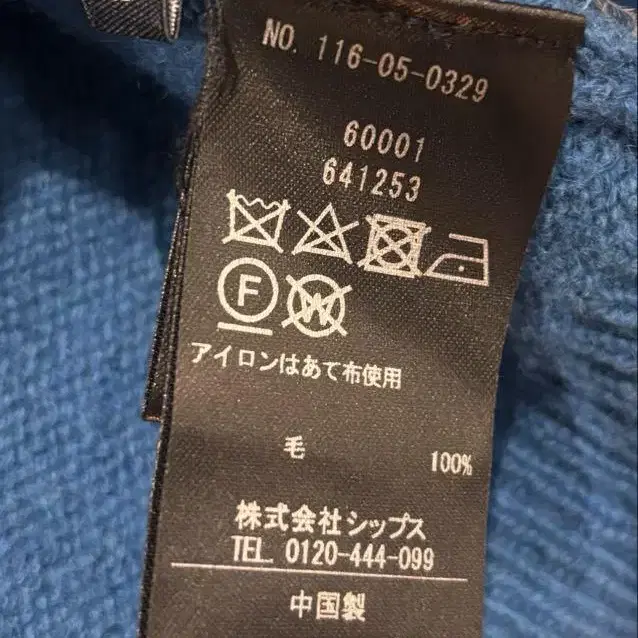 NO. 116-05-0329
60001
641253
F W
アイロンはあて布使用
毛 100%
株式会社シップス
TEL. 0120-444-099
中国製